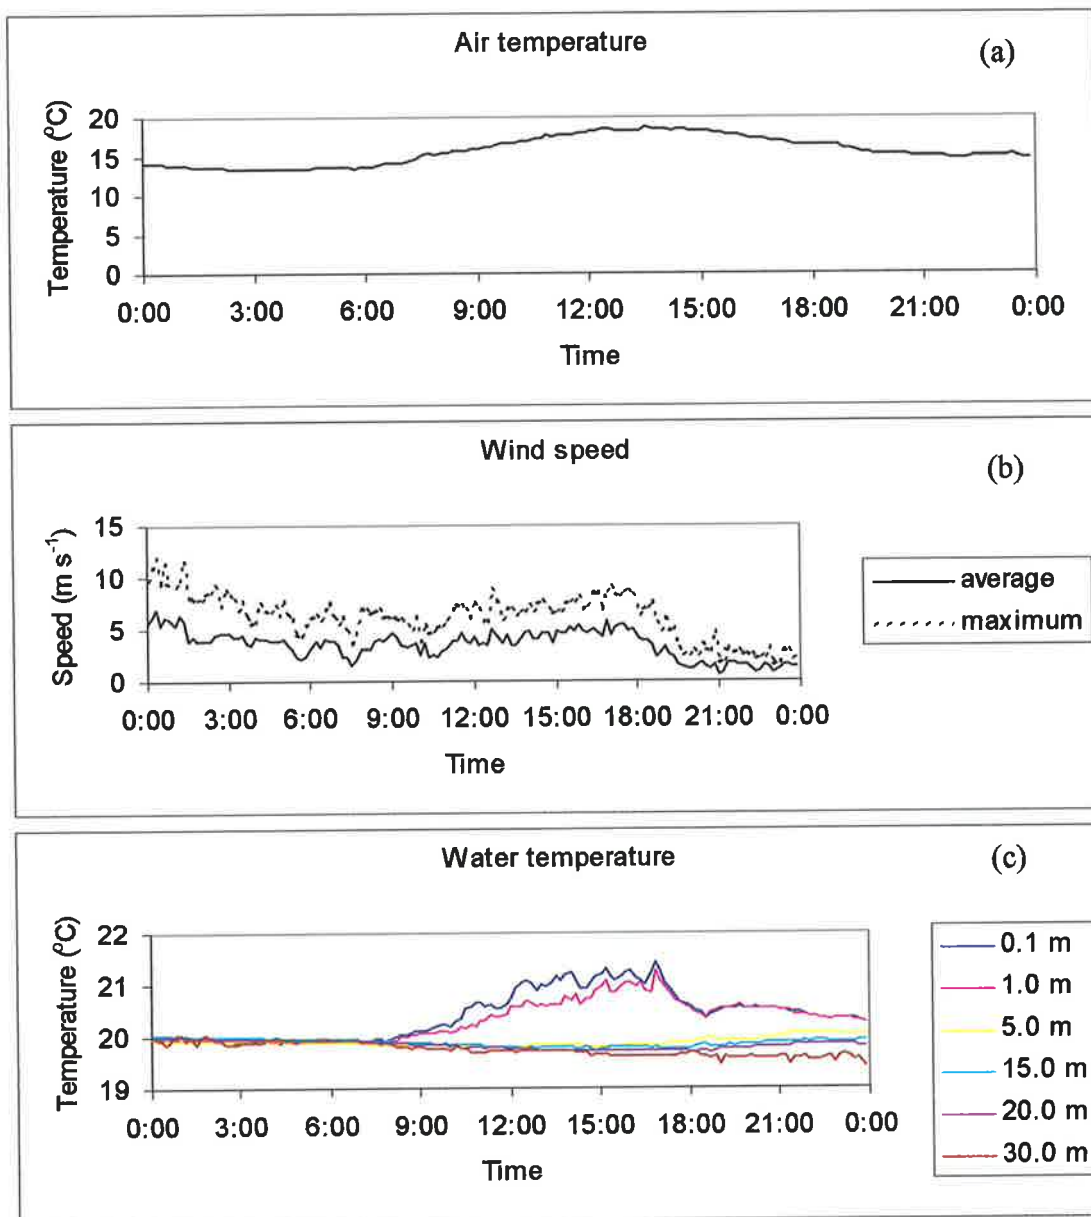 Air temperature
(a)
Temperature (°C)
20
15
10
5
0
0:00 3:00 6:00 9:00 12:00 15:00 18:00 21:00 0:00
Time
Wind speed
(b)
Speed (m s-1)
15
10
5
0
0:00 3:00 6:00 9:00 12:00 15:00 18:00 21:00 0:00
Time
average
maximum
Water temperature
(c)
Temperature (°C)
22
21
20
19
0:00 3:00 6:00 9:00 12:00 15:00 18:00 21:00 0:00
Time
0.1 m
1.0 m
5.0 m
15.0 m
20.0 m
30.0 m